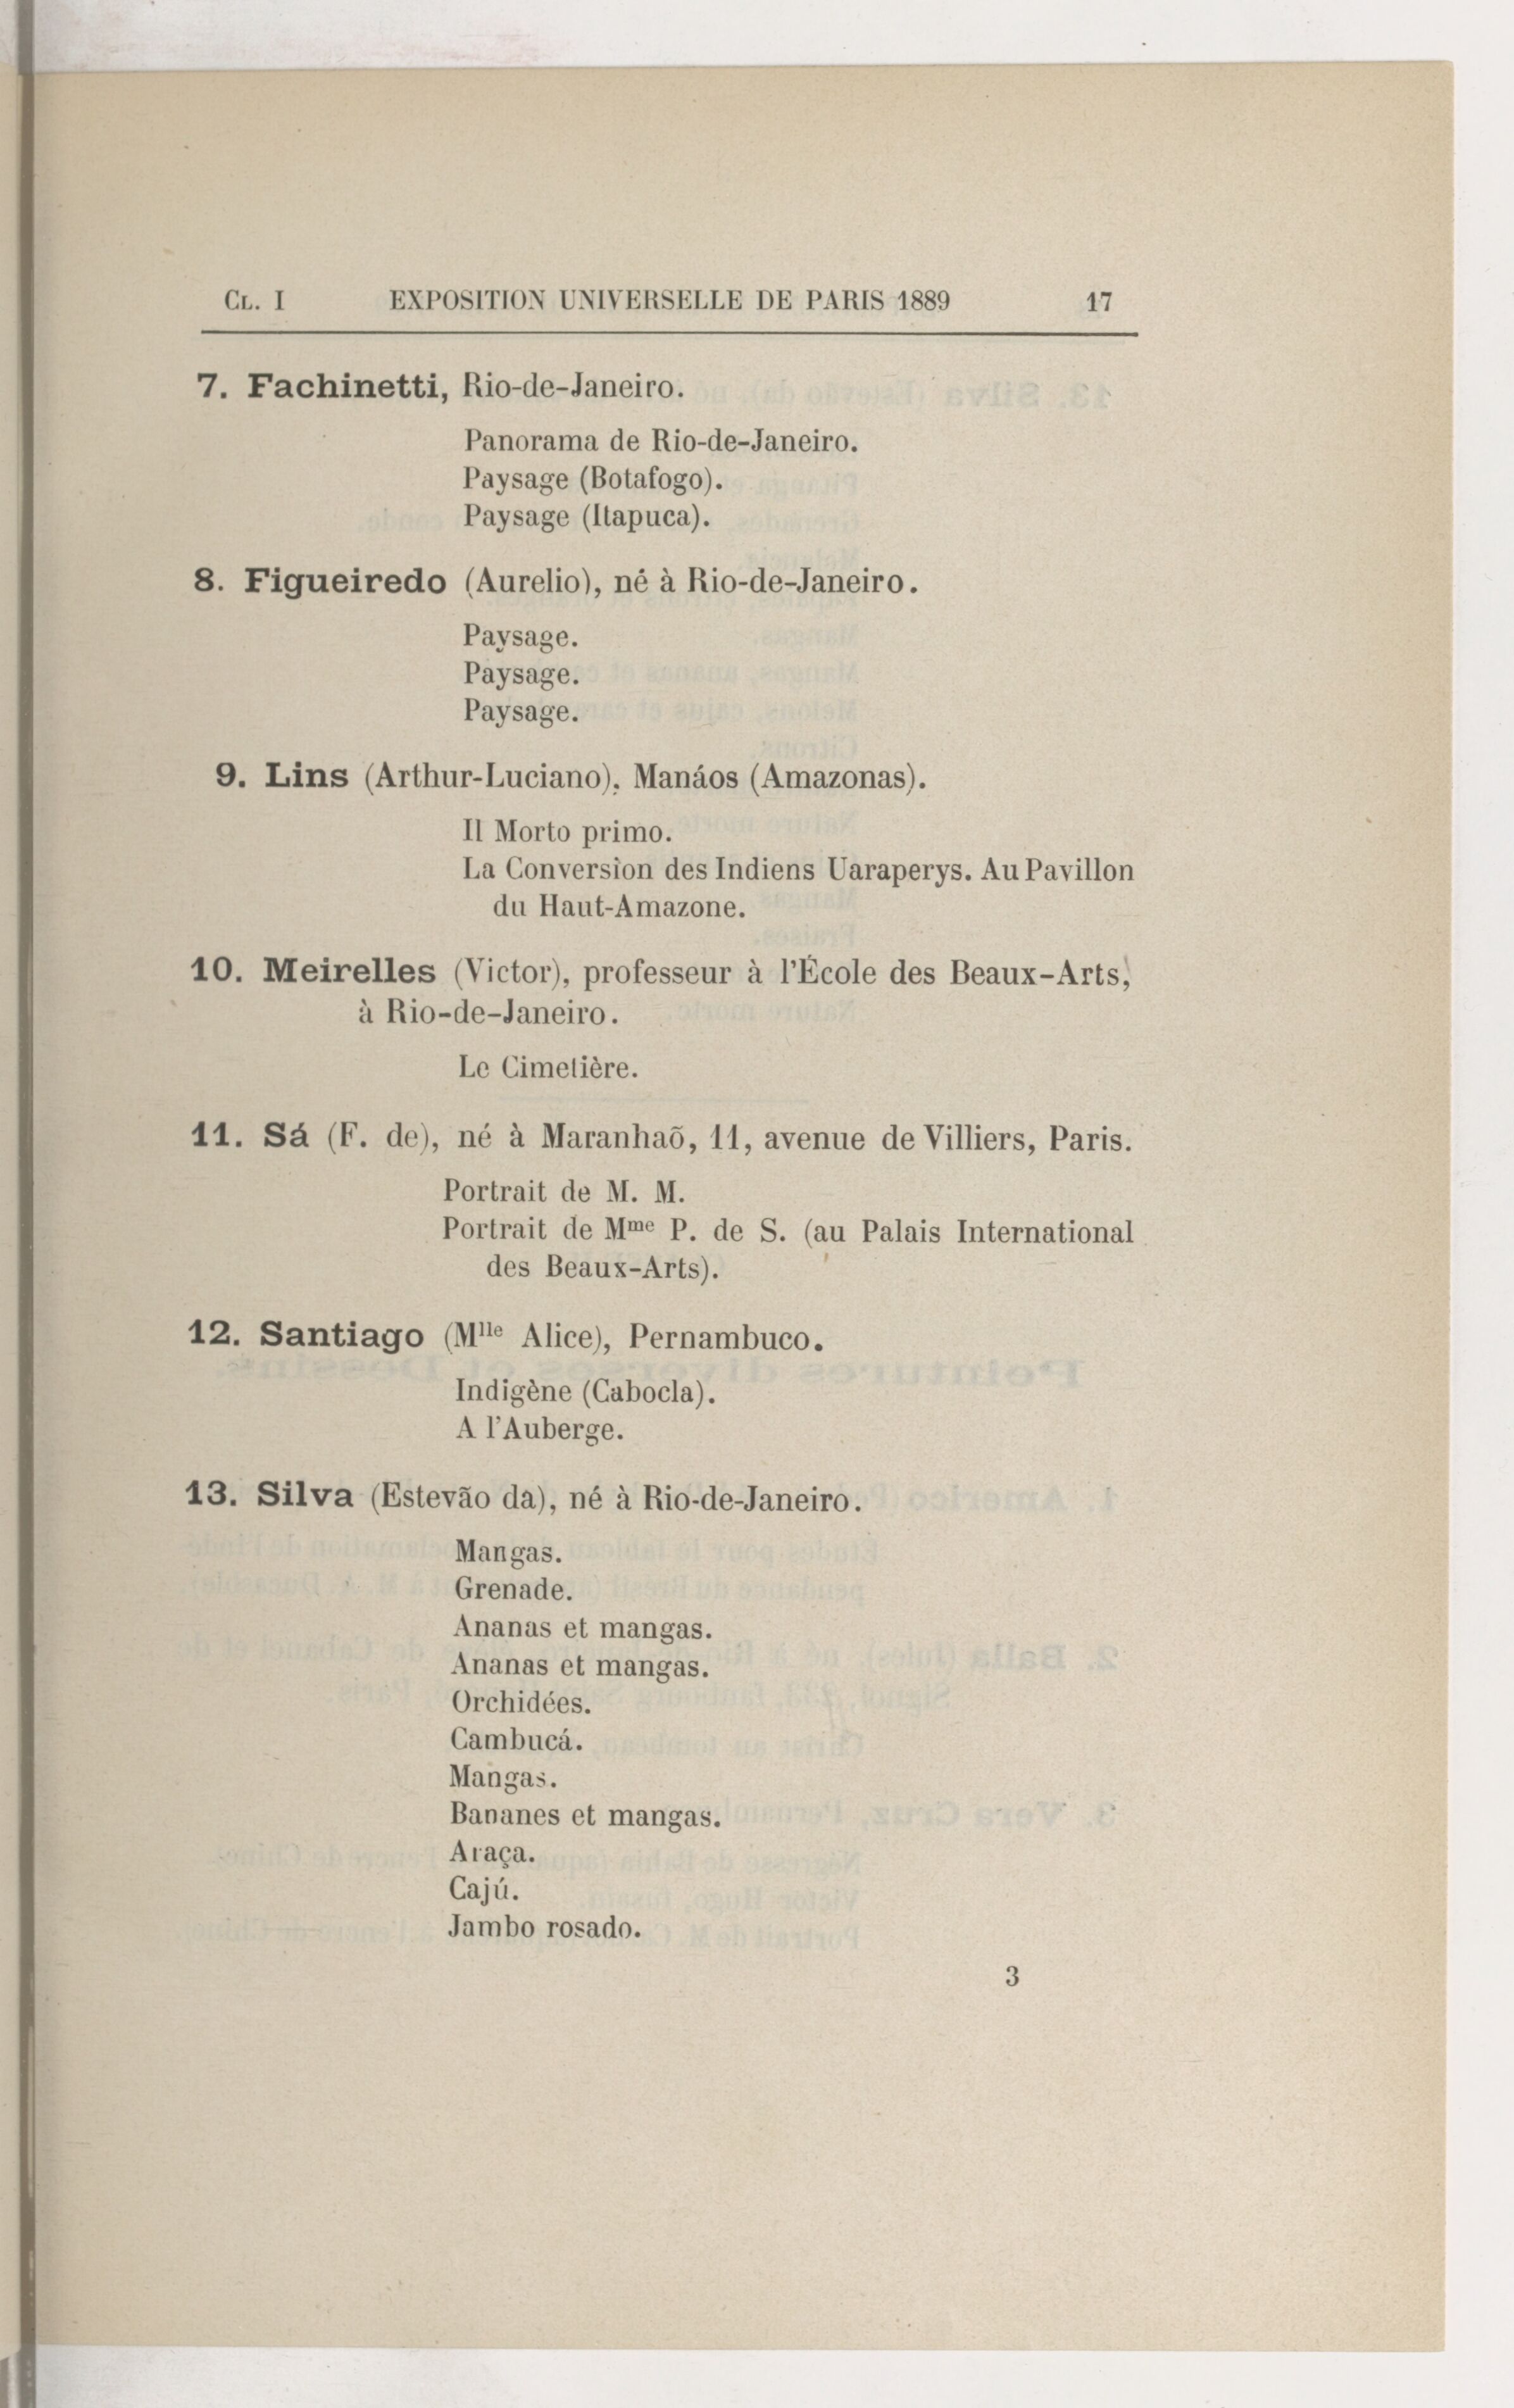 CL. I EXPOSITION UNIVERSELLE DE PARIS 1889 17
7. Fachinetti, Rio-de-Janeiro.
Panorama de Rio-de-Janeiro.
Paysage (Botafogo).
Paysage (Itapuca).
8. Figueiredo (Aurelio), né à Rio-de-Janeiro.
Paysage.
Paysage.
Paysage.
9. Lins (Arthur-Luciano), Manáos (Amazonas).
Il Morto primo.
La Conversion des Indiens Uaraperys. Au Pavillon
du Haut-Amazone.
10. Meirelles (Victor), professeur à l'École des Beaux-Arts,
à Rio-de-Janeiro.
Le Cimetière.
11. Sá (F. de), né à Maranhaõ, 11, avenue de Villiers, Paris.
Portrait de M. M.
Portrait de Mme P. de S. (au Palais International
des Beaux-Arts).
12. Santiago (Mlle Alice), Pernambuco.
Indigène (Cabocla).
A l'Auberge.
13. Silva (Estevão da), né à Rio-de-Janeiro.
Mangas.
Grenade.
Ananas et mangas.
Ananas et mangas.
Orchidées.
Cambucá.
Mangas.
Bananes et mangas.
Araça.
Cajú.
Jambo rosado.
3